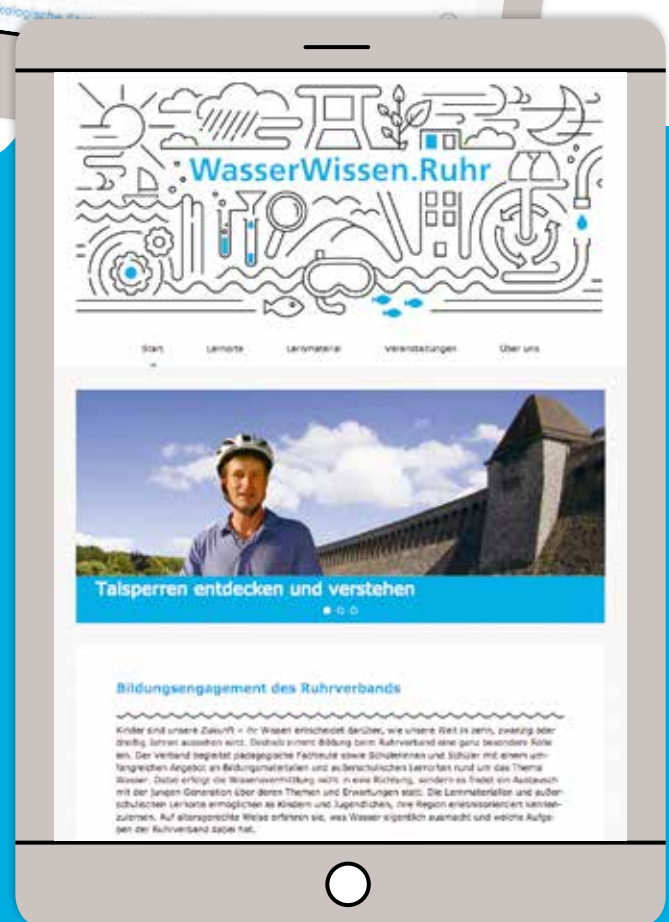 ologische
WasserWissen.Ruhr
Start Lernorte Lernmaterial Veranstaltungen Über uns
Talsperren entdecken und verstehen
Bildungsengagement des Ruhrverbands
Kinder sind unsere Zukunft – ihr Wissen entscheidet darüber, wie unsere Welt in zehn, zwanzig oder
dreißig Jahren aussehen wird. Deshalb nimmt Bildung beim Ruhrverband eine ganz besondere Rolle
ein. Der Verband begleitet pädagogische Fachleute sowie Schülerinnen und Schüler mit einem um-
fangreichen Angebot an Bildungsmaterialien und außerschulischen Lernorten rund um das Thema
Wasser. Dabei erfolgt die Wissensvermittlung nicht in eine Richtung, sondern es findet ein Austausch
mit der jungen Generation über deren Themen und Erwartungen statt. Die Lernmaterialien und außer-
schulischen Lernorte ermöglichen es Kindern und Jugendlichen, ihre Region erlebnisorientiert kennen-
zulernen. Auf altersgerechte Weise erfahren sie, was Wasser eigentlich ausmacht und welche Aufga-
ben der Ruhrverband dabei hat.